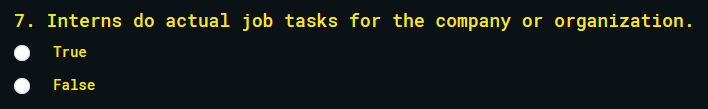 7. Interns do actual job tasks for the company or organization.
True
False